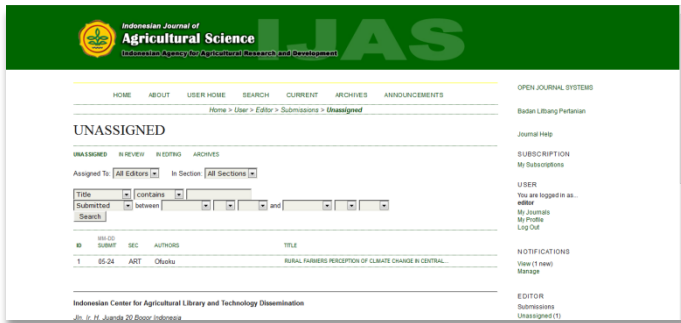 Indonesian Journal of
Agricultural Science
Indonesian Agency for Agricultural Research and Development
IJAS
HOME ABOUT USER HOME SEARCH CURRENT ARCHIVES ANNOUNCEMENTS
Home > User > Editor > Submissions > Unassigned
UNASSIGNED
UNASSIGNED IN REVIEW IN EDITING ARCHIVES
Assigned To: All Editors In Section: All Sections
Title contains
Submitted between and
Search
MM-DD
ID SUBMIT SEC AUTHORS TITLE
1 05-24 ART Ofuoku RURAL FARMERS PERCEPTION OF CLIMATE CHANGE IN CENTRAL...
Indonesian Center for Agricultural Library and Technology Dissemination
Jln. Ir. H. Juanda 20 Bogor Indonesia
OPEN JOURNAL SYSTEMS
Badan Litbang Pertanian
Journal Help
SUBSCRIPTION
My Subscriptions
USER
You are logged in as...
editor
My Journals
My Profile
Log Out
NOTIFICATIONS
View (1 new)
Manage
EDITOR
Submissions
Unassigned (1)